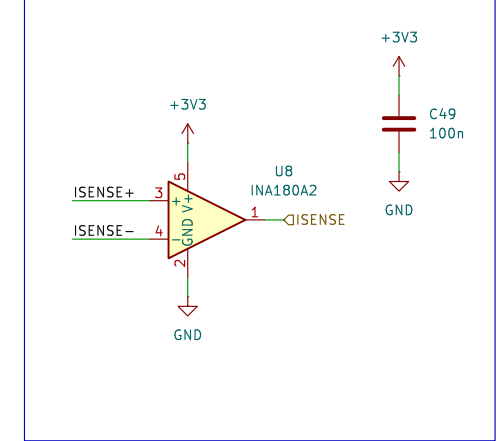 +3V3
C49
100n
GND
+3V3
U8
INA180A2
ISENSE+
3
5
+
V+
1
ISENSE
ISENSE-
4
-
GND
2
GND